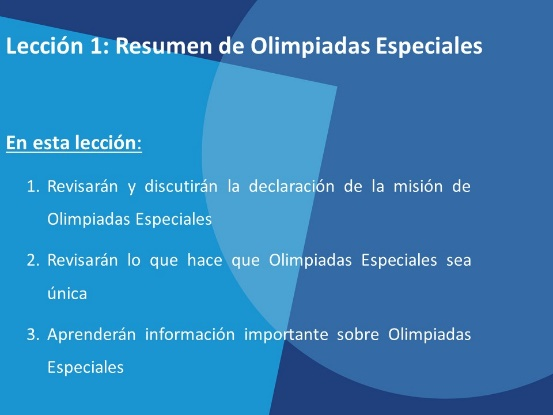 Lección 1: Resumen de Olimpiadas Especiales
En esta lección:
1. Revisarán y discutirán la declaración de la misión de
Olimpiadas Especiales
2. Revisarán lo que hace que Olimpiadas Especiales sea
única
3. Aprenderán información importante sobre Olimpiadas
Especiales